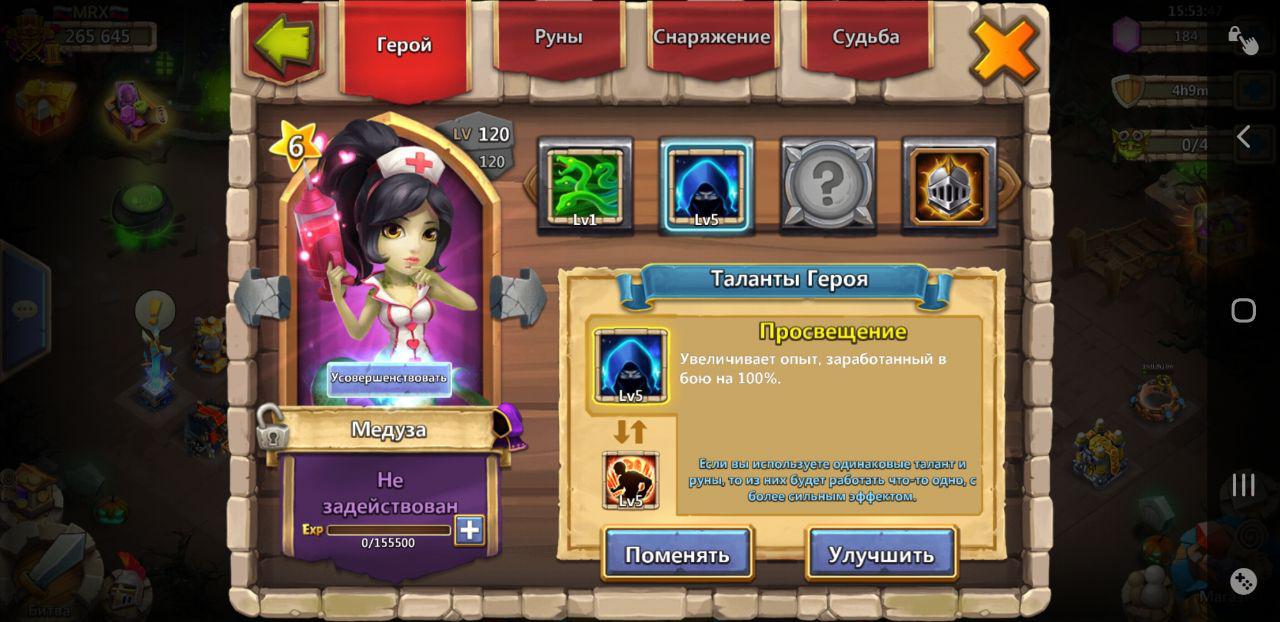 MRX
265 645
Герой
Руны
Снаряжение
Судьба
15:53:47
184
4h9m
0/4
6
LV 120
120
Lv1
Lv5
?
Таланты Героя
Просвещение
Увеличивает опыт, заработанный в
бою на 100%.
Lv5
Lv5
Если вы используете одинаковые талант и
руны, то из них будет работать что-то одно, с
более сильным эффектом.
Поменять
Улучшить
Усовершенствовать
Медуза
Не
задействован
Exp
0/155500
Битва